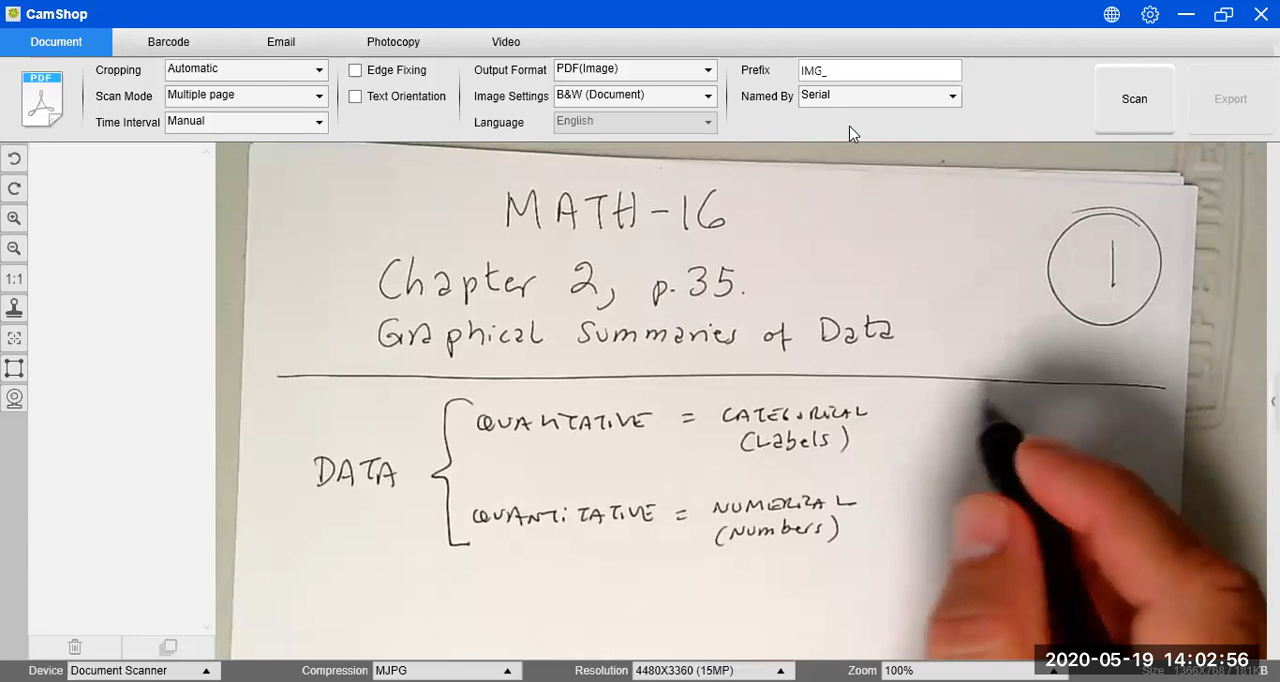 CamShop
Document Barcode Email Photocopy Video
PDF
Cropping Automatic
Edge Fixing
Output Format PDF(Image)
Prefix IMG_
Scan Mode Multiple page
Text Orientation
Image Settings B&W (Document)
Named By Serial
Scan
Export
Time Interval Manual
Language English
1:1
MATH-16
1
Chapter 2, p.35.
Graphical Summaries of Data
QUALITATIVE = CATEGORICAL
(Labels)
DATA
QUANTITATIVE = NUMERICAL
(Numbers)
Device Document Scanner Compression MJPG Resolution 4480X3360 (15MP) Zoom 100%
2020-05-19 14:02:56